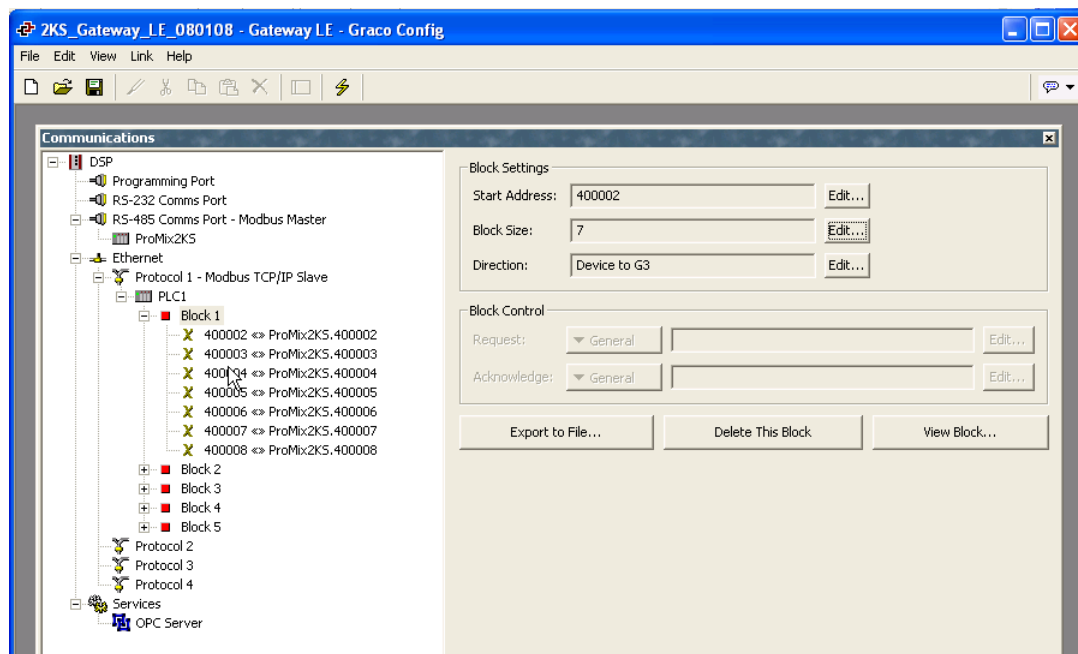 2KS_Gateway_LE_080108 - Gateway LE - Graco Config
File Edit View Link Help
Communications
DSP
Programming Port
RS-232 Comms Port
RS-485 Comms Port - Modbus Master
ProMix2KS
Ethernet
Protocol 1 - Modbus TCP/IP Slave
PLC1
Block 1
400002 <> ProMix2KS.400002
400003 <> ProMix2KS.400003
400004 <> ProMix2KS.400004
400005 <> ProMix2KS.400005
400006 <> ProMix2KS.400006
400007 <> ProMix2KS.400007
400008 <> ProMix2KS.400008
Block 2
Block 3
Block 4
Block 5
Protocol 2
Protocol 3
Protocol 4
Services
OPC Server
Block Settings
Start Address: 400002 Edit...
Block Size: 7 Edit...
Direction: Device to G3 Edit...
Block Control
Request: General Edit...
Acknowledge: General Edit...
Export to File... Delete This Block View Block...